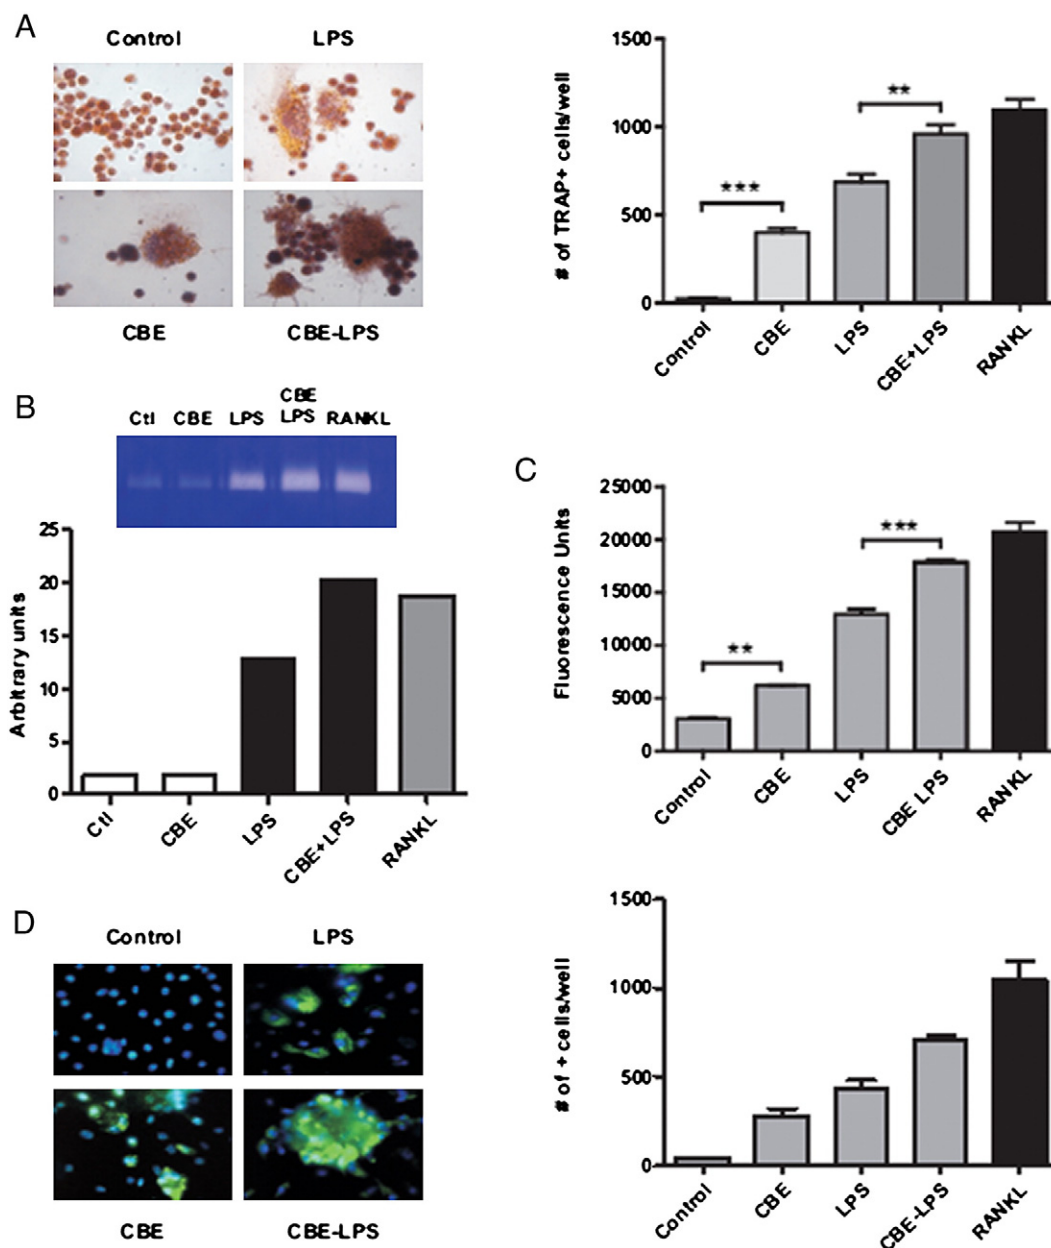 A
Control LPS
CBE CBE-LPS
1500
1000
500
0
# of TRAP+ cells/well
***
**
Control CBE LPS CBE+LPS RANKL
B
Ctl CBE LPS CBE LPS RANKL
25
20
15
10
5
0
Arbitrary units
Ctl CBE LPS CBE+LPS RANKL
C
25000
20000
15000
10000
5000
0
Fluorescence Units
**
***
Control CBE LPS CBE LPS RANKL
D
Control LPS
CBE CBE-LPS
1500
1000
500
0
# of + cells/well
Control CBE LPS CBE-LPS RANKL